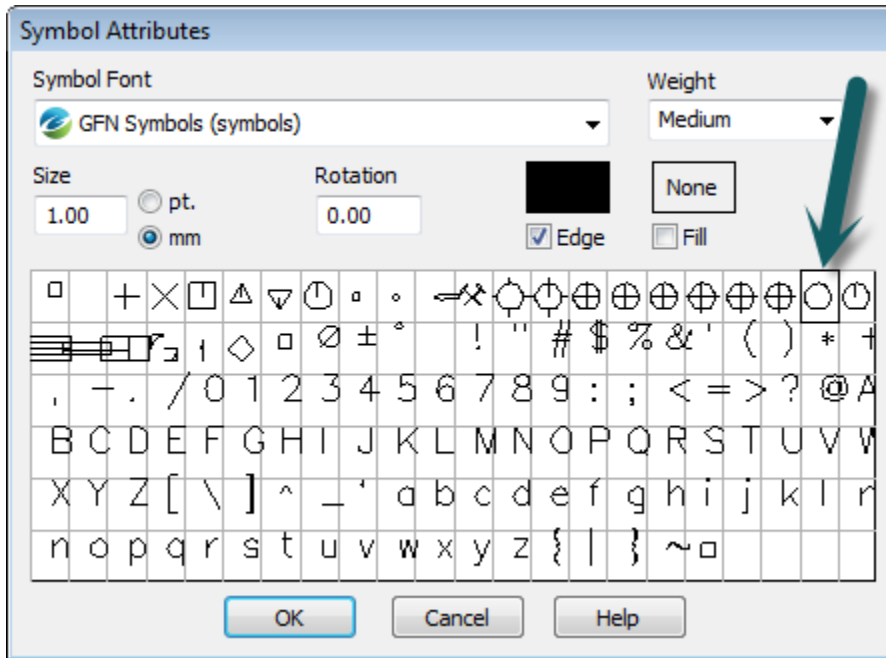 Symbol Attributes
Symbol Font Weight
GFN Symbols (symbols) Medium
Size Rotation
1.00 pt. 0.00 None
mm Edge Fill
± ° ! " # $ % & ' ( ) * +
, - . / 0 1 2 3 4 5 6 7 8 9 : ; < = > ? @ A
B C D E F G H I J K L M N O P Q R S T U V W
X Y Z [ \ ] ^ _ ‘ a b c d e f g h i j k l
n o p q r s t u v w x y z { | } ~
OK Cancel Help